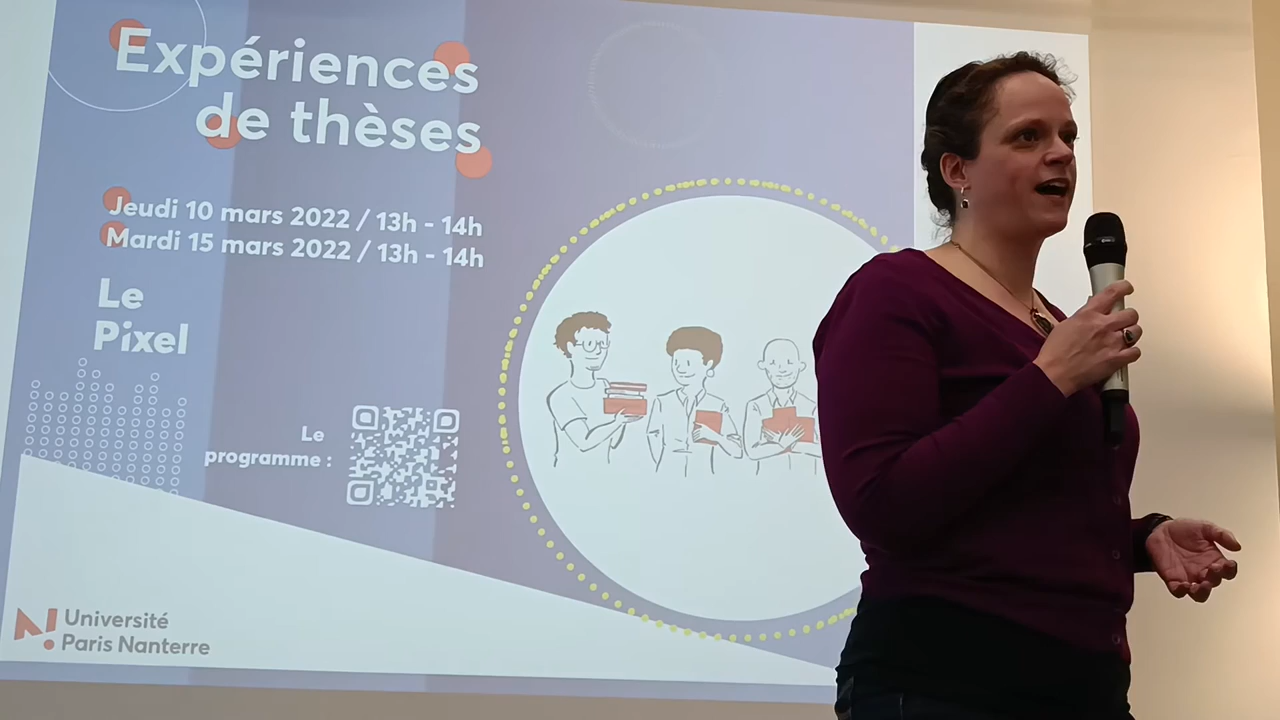 Expériences
de thèses
Jeudi 10 mars 2022 / 13h - 14h
Mardi 15 mars 2022 / 13h - 14h
Le
Pixel
Le
programme :
Université
Paris Nanterre